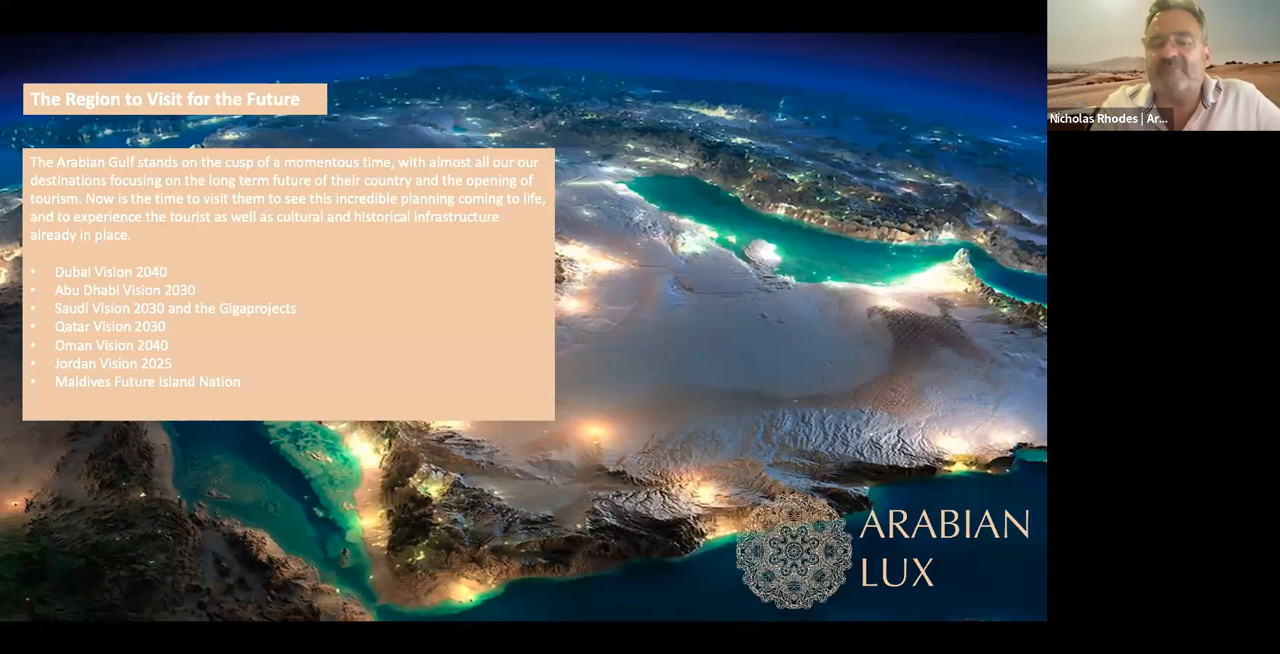 The Region to Visit for the Future
The Arabian Gulf stands on the cusp of a momentous time, with almost all our our
destinations focusing on the long term future of their country and the opening of
tourism. Now is the time to visit them to see this incredible planning coming to life,
and to experience the tourist as well as cultural and historical infrastructure
already in place.
• Dubai Vision 2040
• Abu Dhabi Vision 2030
• Saudi Vision 2030 and the Gigaprojects
• Qatar Vision 2030
• Oman Vision 2040
• Jordan Vision 2025
• Maldives Future Island Nation
ARABIAN
LUX
Nicholas Rhodes | Ar...